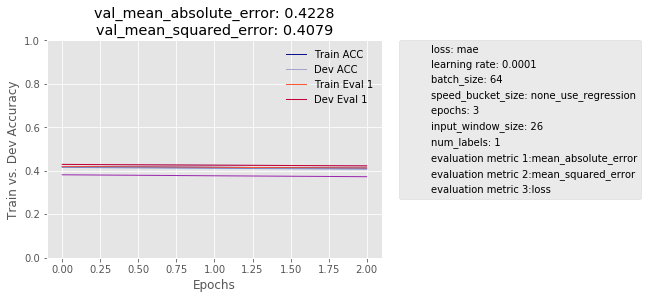 val_mean_absolute_error: 0.4228
val_mean_squared_error: 0.4079
Train vs. Dev Accuracy
1.0
0.8
0.6
0.4
0.2
0.0
Train ACC
Dev ACC
Train Eval 1
Dev Eval 1
0.00 0.25 0.50 0.75 1.00 1.25 1.50 1.75 2.00
Epochs
loss: mae
learning rate: 0.0001
batch_size: 64
speed_bucket_size: none_use_regression
epochs: 3
input_window_size: 26
num_labels: 1
evaluation metric 1:mean_absolute_error
evaluation metric 2:mean_squared_error
evaluation metric 3:loss